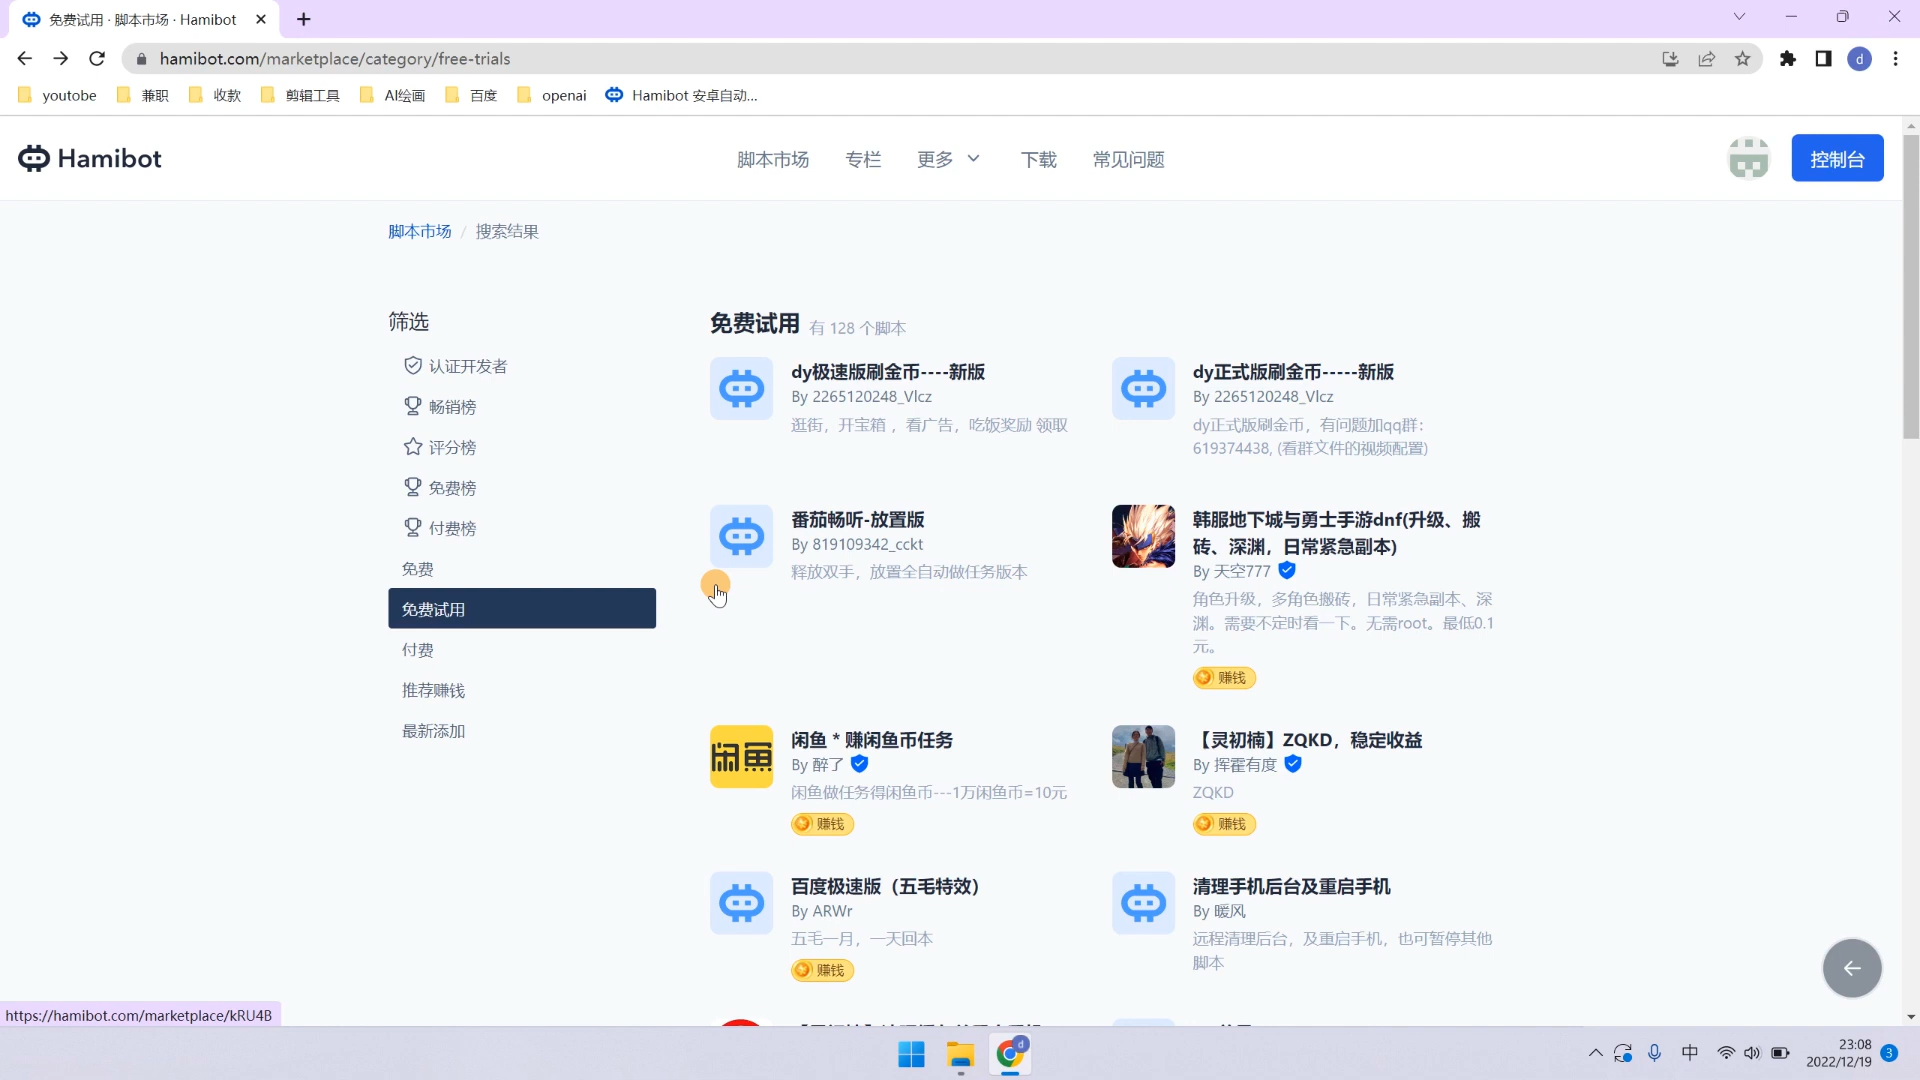 免费试用 · 脚本市场 · Hamibot
hamibot.com/marketplace/category/free-trials
d
youtobe
兼职
收款
剪辑工具
AI绘画
百度
openai
Hamibot 安卓自动...
Hamibot
脚本市场
专栏
更多
下载
常见问题
控制台
脚本市场 / 搜索结果
筛选
认证开发者
畅销榜
评分榜
免费榜
付费榜
免费
免费试用
付费
推荐赚钱
最新添加
免费试用 有 128 个脚本
dy极速版刷金币----新版
By 2265120248_Vlcz
逛街，开宝箱 ，看广告，吃饭奖励 领取
dy正式版刷金币-----新版
By 2265120248_Vlcz
dy正式版刷金币，有问题加qq群：
619374438, (看群文件的视频配置)
番茄畅听-放置版
By 819109342_cckt
释放双手，放置全自动做任务版本
韩服地下城与勇士手游dnf(升级、搬
砖、深渊，日常紧急副本)
By 天空777
角色升级，多角色搬砖，日常紧急副本、深
渊。需要不定时看一下。无需root。最低0.1
元。
赚钱
闲鱼
闲鱼 * 赚闲鱼币任务
By 醉了
闲鱼做任务得闲鱼币---1万闲鱼币=10元
赚钱
【灵初楠】ZQKD，稳定收益
By 挥霍有度
ZQKD
赚钱
百度极速版（五毛特效）
By ARWr
五毛一月，一天回本
赚钱
清理手机后台及重启手机
By 暖风
远程清理后台，及重启手机，也可暂停其他
脚本
https://hamibot.com/marketplace/kRU4B
d
中
23:08
2022/12/19
3